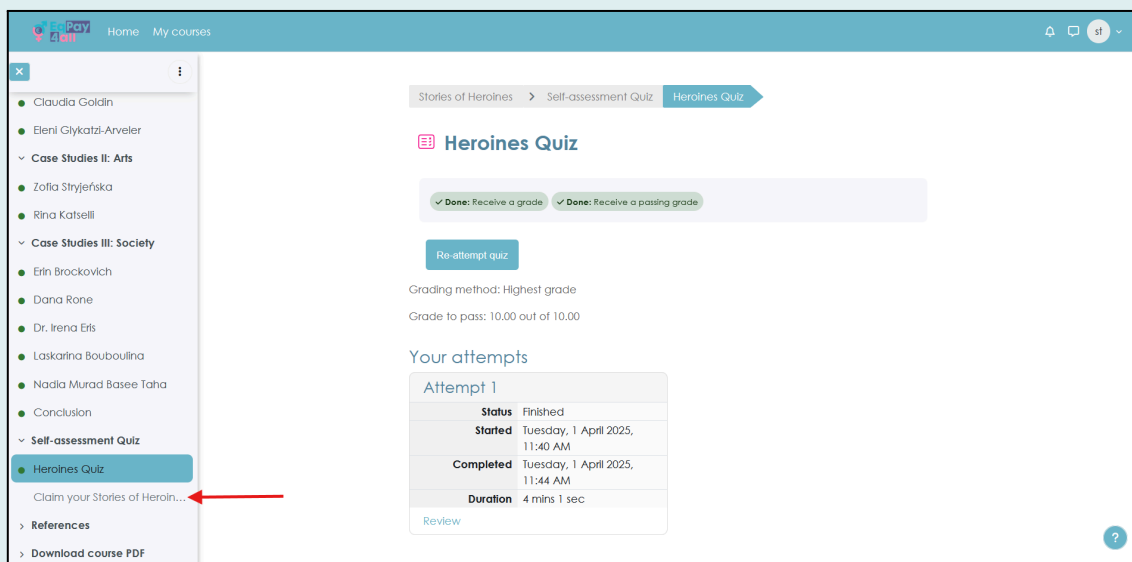 EqPay
4all
Home My courses
st
Claudia Goldin
Eleni Glykatzi-Arveler
Case Studies II: Arts
Zofia Stryjeńska
Rina Katselli
Case Studies III: Society
Erin Brockovich
Dana Rone
Dr. Irena Eris
Laskarina Bouboulina
Nadia Murad Basee Taha
Conclusion
Self-assessment Quiz
Heroines Quiz
Claim your Stories of Heroin...
References
Download course PDF
Stories of Heroines > Self-assessment Quiz Heroines Quiz
Heroines Quiz
✓ Done: Receive a grade ✓ Done: Receive a passing grade
Re-attempt quiz
Grading method: Highest grade
Grade to pass: 10.00 out of 10.00
Your attempts
Attempt 1
Status Finished
Started Tuesday, 1 April 2025,
11:40 AM
Completed Tuesday, 1 April 2025,
11:44 AM
Duration 4 mins 1 sec
Review
?